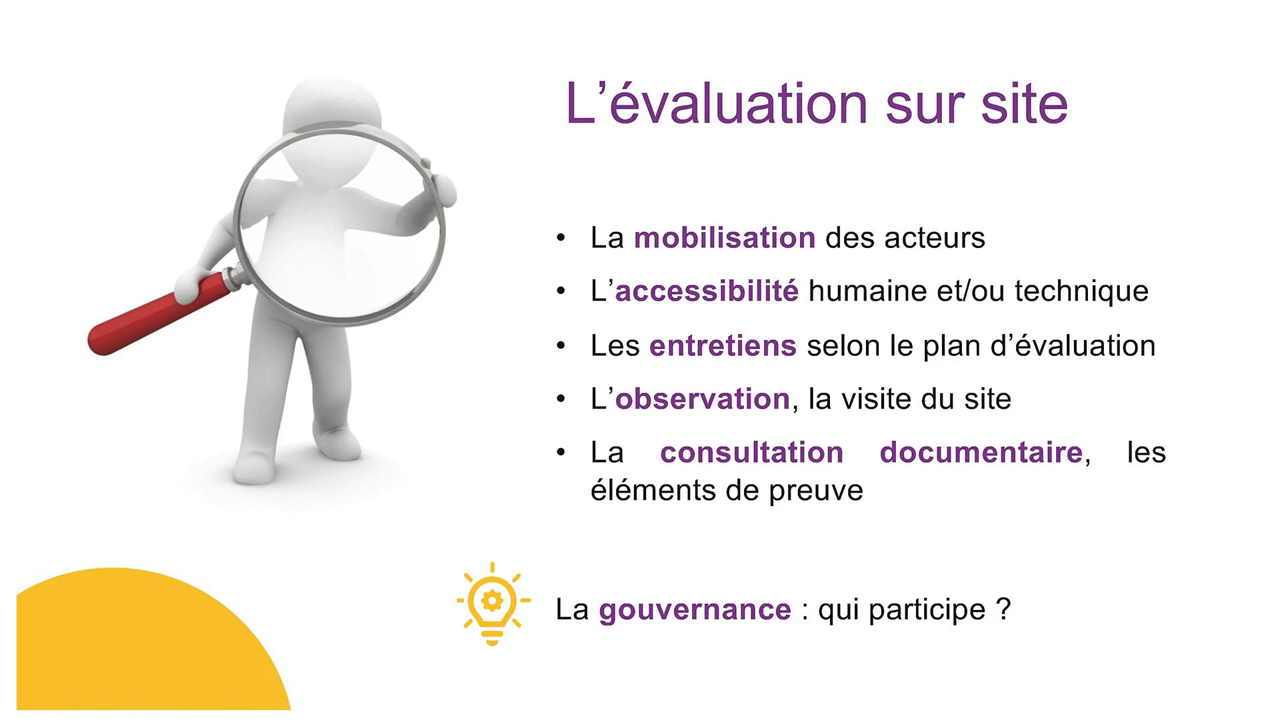 L’évaluation sur site
• La mobilisation des acteurs
• L’accessibilité humaine et/ou technique
• Les entretiens selon le plan d’évaluation
• L’observation, la visite du site
• La consultation documentaire, les
éléments de preuve
La gouvernance : qui participe ?